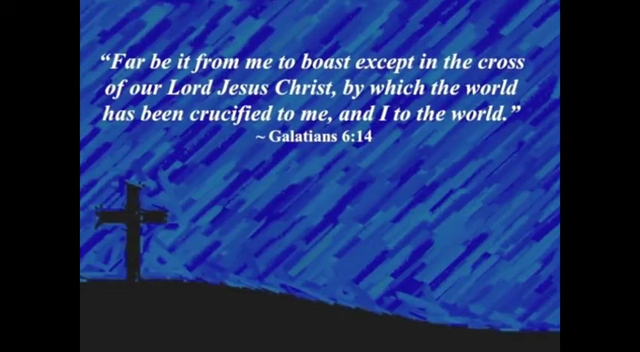 “Far be it from me to boast except in the cross
of our Lord Jesus Christ, by which the world
has been crucified to me, and I to the world.”
~ Galatians 6:14